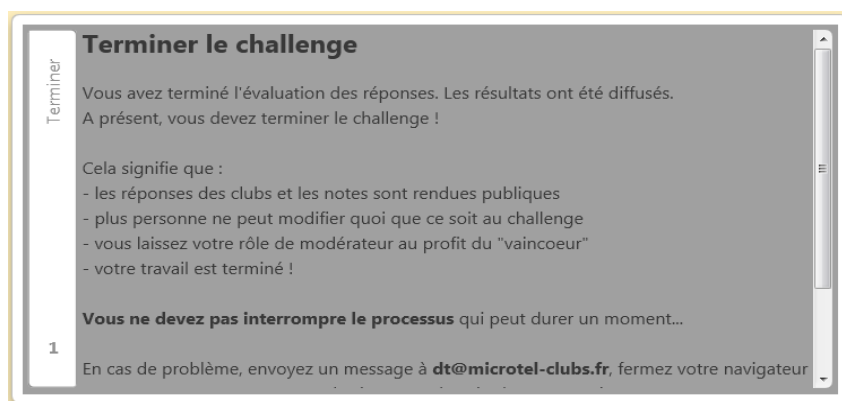 Terminer le challenge
Terminer
Vous avez terminé l'évaluation des réponses. Les résultats ont été diffusés.
A présent, vous devez terminer le challenge !
Cela signifie que :
- les réponses des clubs et les notes sont rendues publiques
- plus personne ne peut modifier quoi que ce soit au challenge
- vous laissez votre rôle de modérateur au profit du "vaincoeur"
- votre travail est terminé !
Vous ne devez pas interrompre le processus qui peut durer un moment...
1
En cas de problème, envoyez un message à dt@microtel-clubs.fr, fermez votre navigateur